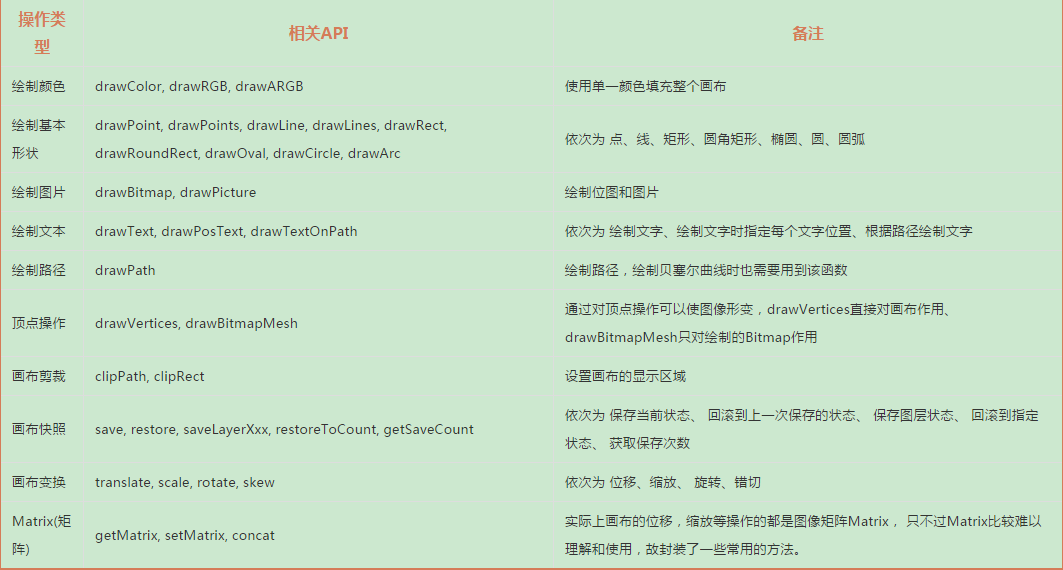 操作类
型
相关API
备注
绘制颜色
drawColor, drawRGB, drawARGB
使用单一颜色填充整个画布
绘制基本
形状
drawPoint, drawPoints, drawLine, drawLines, drawRect,
drawRoundRect, drawOval, drawCircle, drawArc
依次为 点、线、矩形、圆角矩形、椭圆、圆、圆弧
绘制图片
drawBitmap, drawPicture
绘制位图和图片
绘制文本
drawText, drawPosText, drawTextOnPath
依次为 绘制文字、绘制文字时指定每个文字位置、根据路径绘制文字
绘制路径
drawPath
绘制路径，绘制贝塞尔曲线时也需要用到该函数
顶点操作
drawVertices, drawBitmapMesh
通过对顶点操作可以使图像形变，drawVertices直接对画布作用、
drawBitmapMesh只对绘制的Bitmap作用
画布剪裁
clipPath, clipRect
设置画布的显示区域
画布快照
save, restore, saveLayerXxx, restoreToCount, getSaveCount
依次为 保存当前状态、 回滚到上一次保存的状态、 保存图层状态、 回滚到指定
状态、 获取保存次数
画布变换
translate, scale, rotate, skew
依次为 位移、缩放、 旋转、错切
Matrix(矩
阵)
getMatrix, setMatrix, concat
实际上画布的位移，缩放等操作的都是图像矩阵Matrix， 只不过Matrix比较难以
理解和使用，故封装了一些常用的方法。